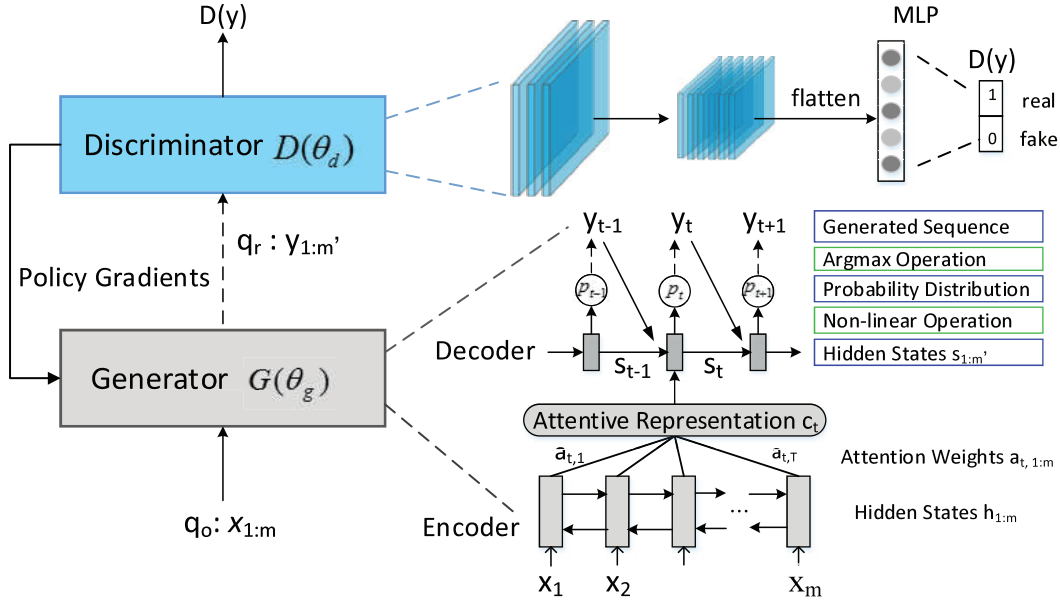 D(y)
MLP
D(y)
Discriminator D(θd)
flatten
1
real
0
fake
qr : y1:m’
Policy Gradients
yt-1
yt
yt+1
Generated Sequence
Argmax Operation
pt-1
pt
pt+1
Probability Distribution
Non-linear Operation
Generator G(θg)
Decoder
st-1
st
Hidden States s1:m’
Attentive Representation ct
āt,1
āt,T
Attention Weights at, 1:m
qo: x1:m
Encoder
...
Hidden States h1:m
x1
x2
xm